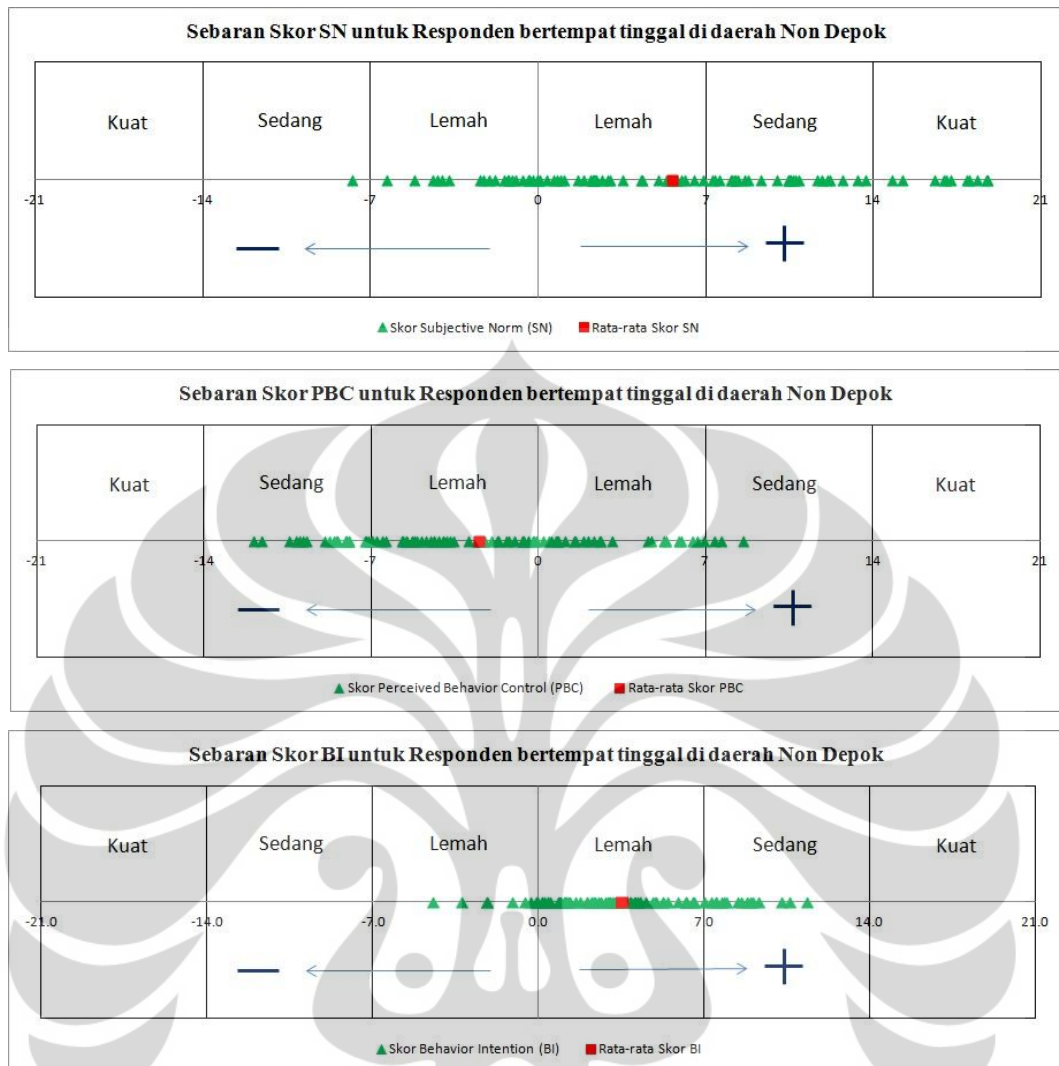 Sebaran Skor SN untuk Responden bertempat tinggal di daerah Non Depok
Kuat Sedang Lemah Lemah Sedang Kuat
-21 -14 -7 0 7 14 21
Skor Subjective Norm (SN) Rata-rata Skor SN
Sebaran Skor PBC untuk Responden bertempat tinggal di daerah Non Depok
Kuat Sedang Lemah Lemah Sedang Kuat
-21 -14 -7 0 7 14 21
Skor Perceived Behavior Control (PBC) Rata-rata Skor PBC
Sebaran Skor BI untuk Responden bertempat tinggal di daerah Non Depok
Kuat Sedang Lemah Lemah Sedang Kuat
-21.0 -14.0 -7.0 0.0 7.0 14.0 21.0
Skor Behavior Intention (BI) Rata-rata Skor BI